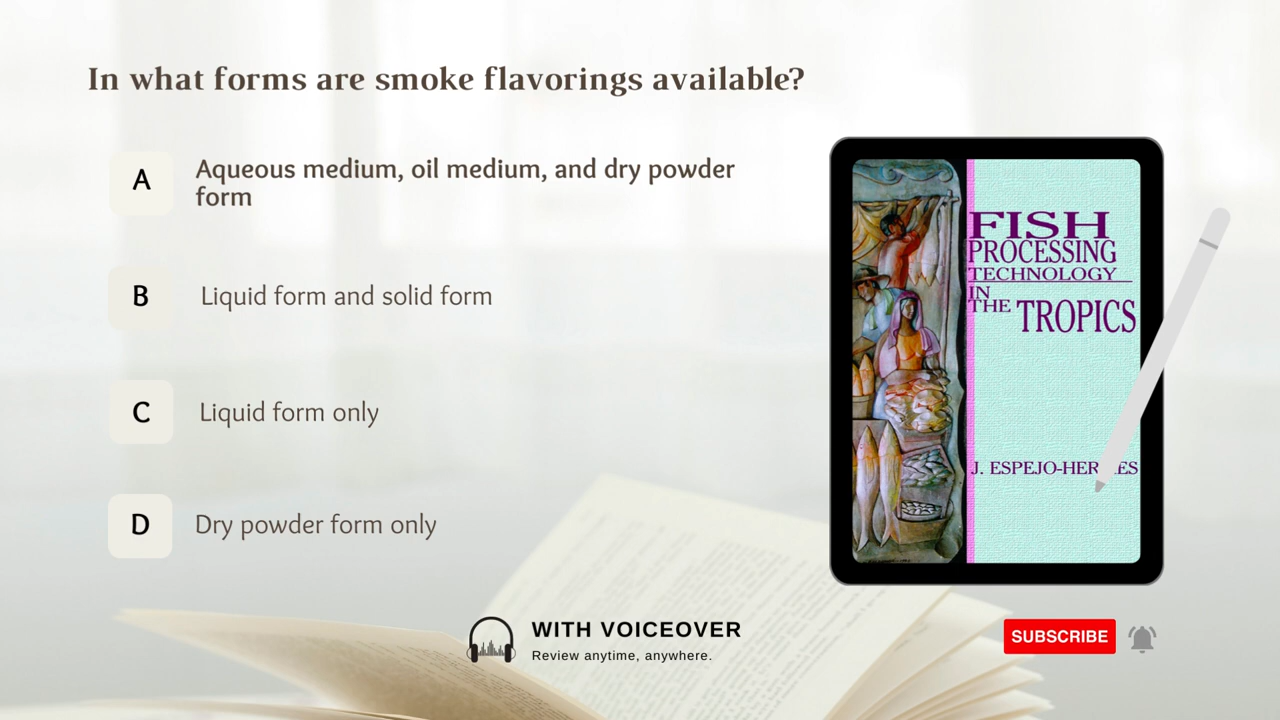 In what forms are smoke flavorings available?
A
Aqueous medium, oil medium, and dry powder
form
B
Liquid form and solid form
C
Liquid form only
D
Dry powder form only
FISH
PROCESSING
TECHNOLOGY
IN
THE TROPICS
J.
WITH VOICEOVER
Review anytime, anywhere.
SUBSCRIBE